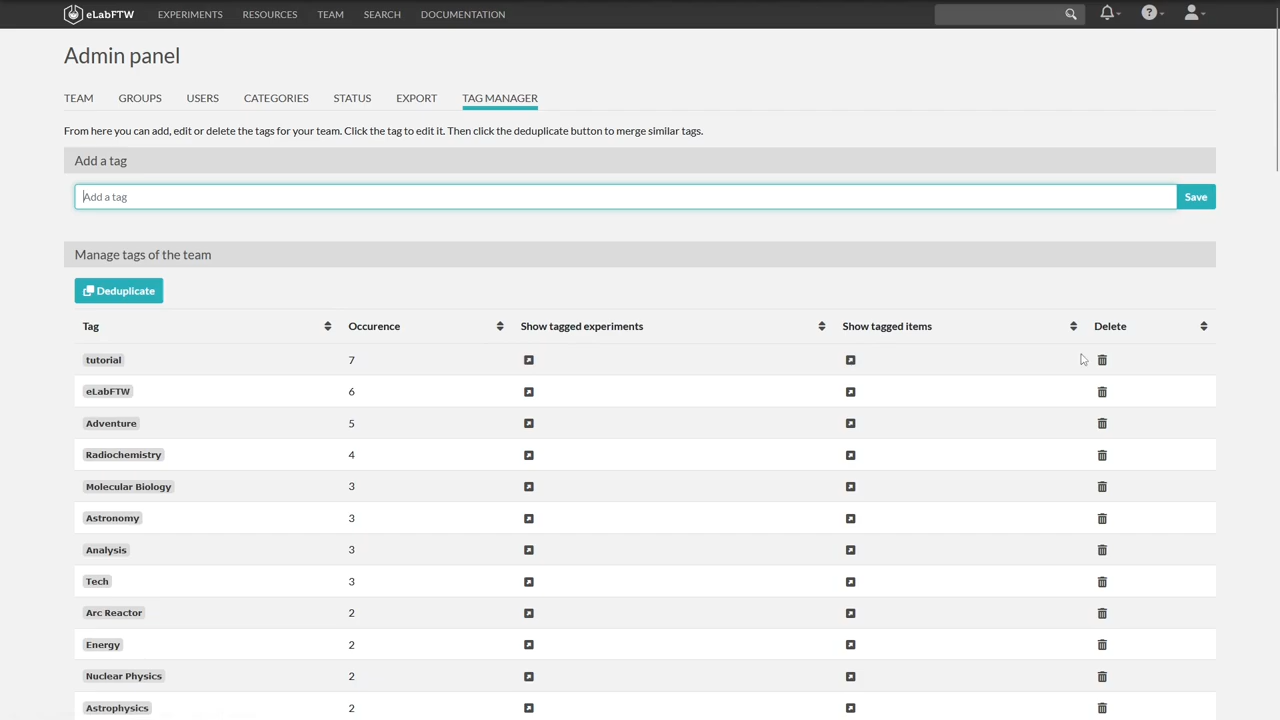 eLabFTW EXPERIMENTS RESOURCES TEAM SEARCH DOCUMENTATION
Admin panel
TEAM GROUPS USERS CATEGORIES STATUS EXPORT TAG MANAGER
From here you can add, edit or delete the tags for your team. Click the tag to edit it. Then click the deduplicate button to merge similar tags.
Add a tag
Add a tag Save
Manage tags of the team
Deduplicate
Tag Occurence Show tagged experiments Show tagged items Delete
tutorial 7
eLabFTW 6
Adventure 5
Radiochemistry 4
Molecular Biology 3
Astronomy 3
Analysis 3
Tech 3
Arc Reactor 2
Energy 2
Nuclear Physics 2
Astrophysics 2